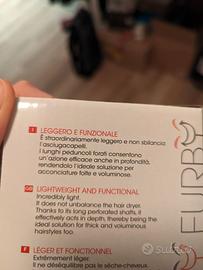 I LEGGERO E FUNZIONALE
È straordinariamente leggero e non sbilancia
l'asciugacapelli.
I lunghi peduncoli forati consentono
un'azione efficace anche in profondità,
rendendolo l'ideale soluzione per
acconciature folte e voluminose.
GB LIGHTWEIGHT AND FUNCTIONAL
Incredibly light.
It does not unbalance the hair dryer.
Thanks to its long perforated shafts, it
effectively acts in depth, thereby being the
ideal solution for thick and voluminous
hairstyles too.
F LÉGER ET FONCTIONNEL
Extrêmement léger.
Il ne déséquilibre pas le sèche-cheveux
FLURBY
Subito